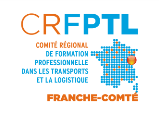 CRFPTL
COMITÉ RÉGIONAL
DE FORMATION
PROFESSIONNELLE
DANS LES TRANSPORTS
ET LA LOGISTIQUE
FRANCHE-COMTÉ